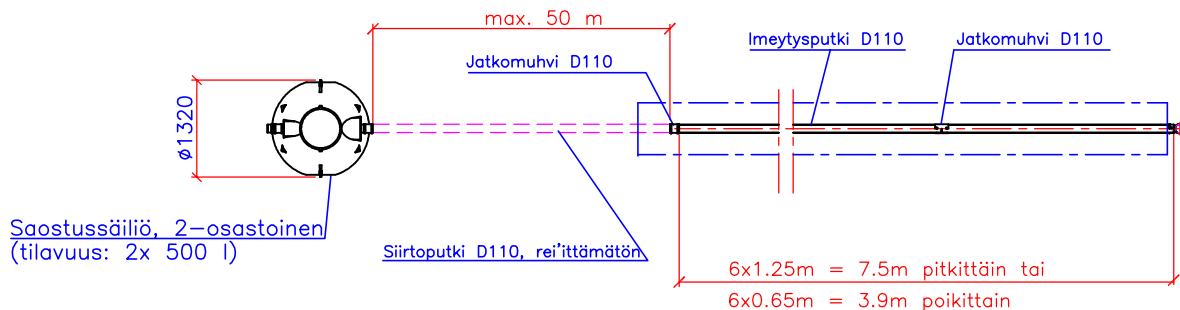 max. 50 m
Imeytysputki D110
Jatkomuhvi D110
Jatkomuhvi D110
ø1320
Saostussäiliö, 2-osastoinen
(tilavuus: 2x 500 l)
Siirtoputki D110, rei'ittämätön
6x1.25m = 7.5m pitkittäin tai
6x0.65m = 3.9m poikittain